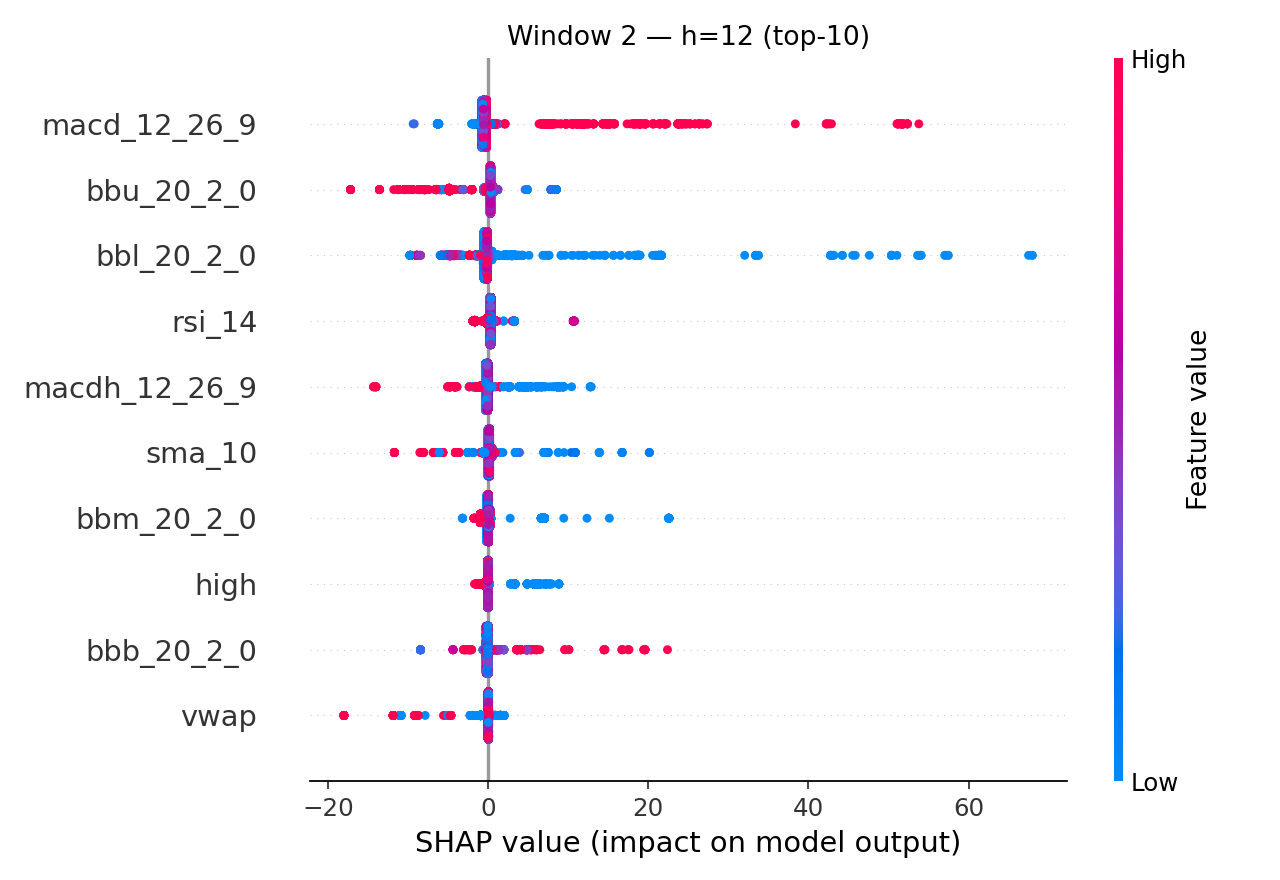 Window 2 — h=12 (top-10)
High
macd_12_26_9
bbu_20_2_0
bbl_20_2_0
rsi_14
macdh_12_26_9
sma_10
bbm_20_2_0
high
bbb_20_2_0
vwap
Feature value
Low
−20 0 20 40 60
SHAP value (impact on model output)